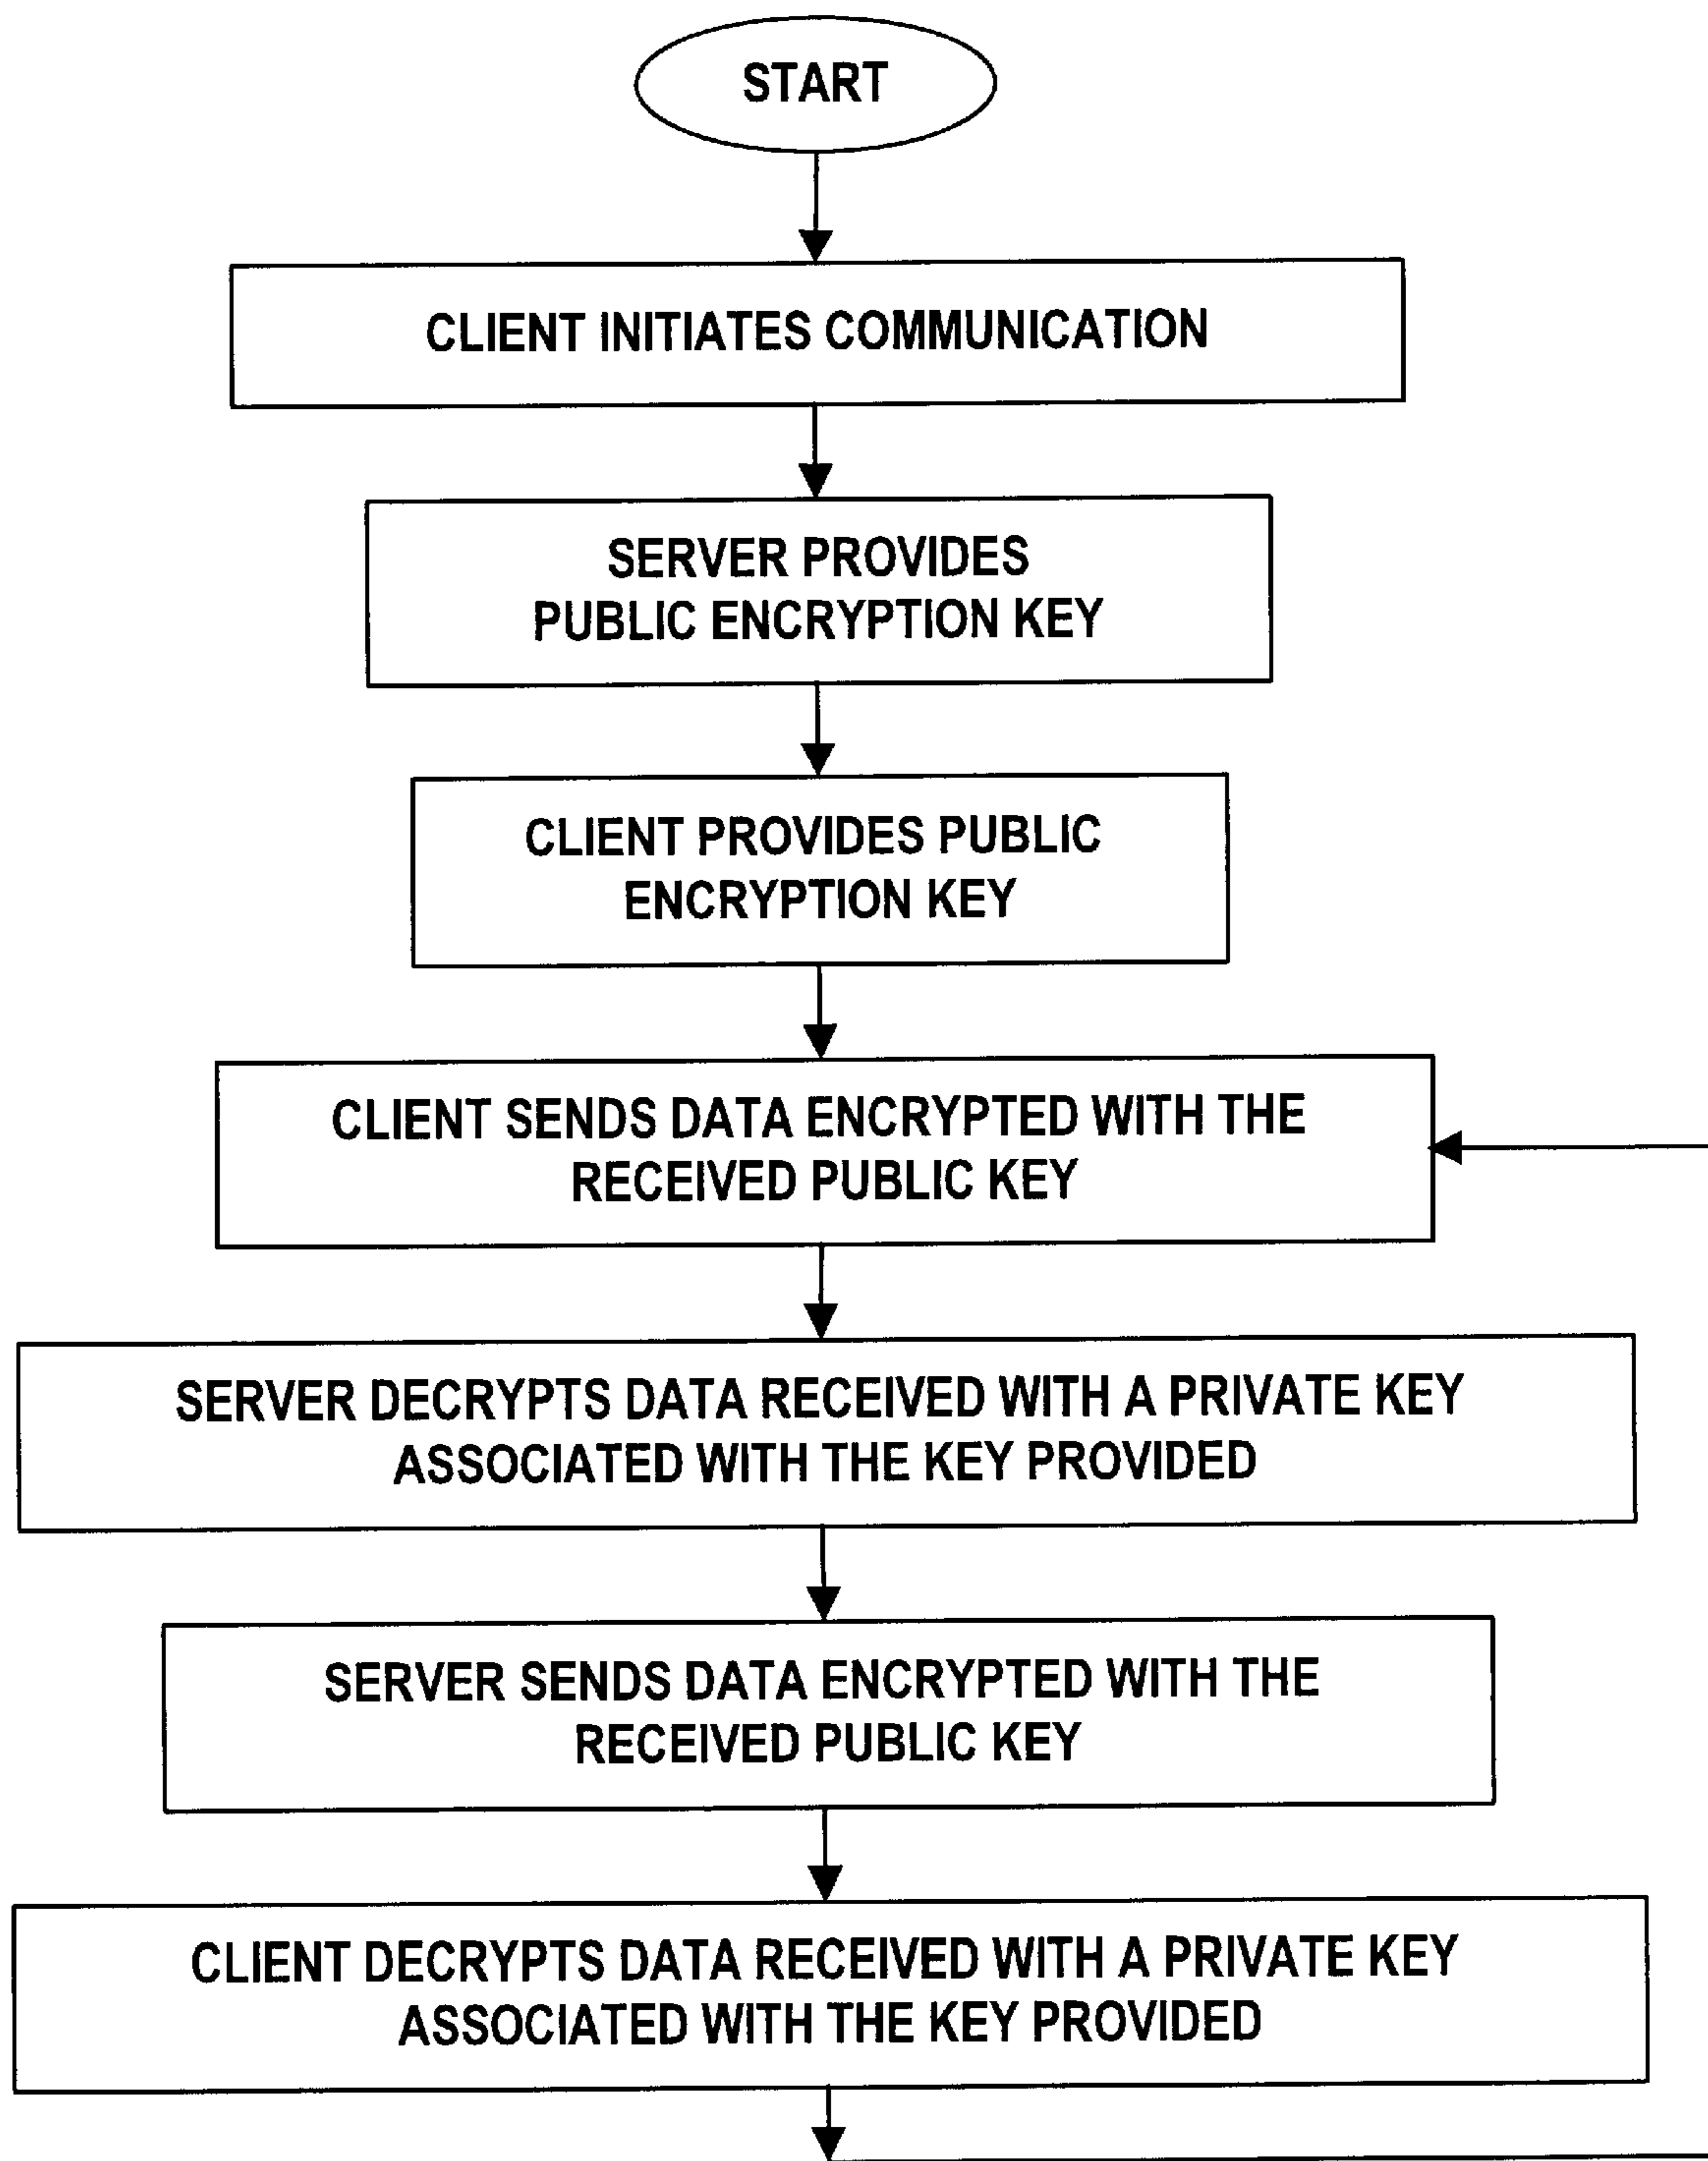 START
CLIENT INITIATES COMMUNICATION
SERVER PROVIDES
PUBLIC ENCRYPTION KEY
CLIENT PROVIDES PUBLIC
ENCRYPTION KEY
CLIENT SENDS DATA ENCRYPTED WITH THE
RECEIVED PUBLIC KEY
SERVER DECRYPTS DATA RECEIVED WITH A PRIVATE KEY
ASSOCIATED WITH THE KEY PROVIDED
SERVER SENDS DATA ENCRYPTED WITH THE
RECEIVED PUBLIC KEY
CLIENT DECRYPTS DATA RECEIVED WITH A PRIVATE KEY
ASSOCIATED WITH THE KEY PROVIDED